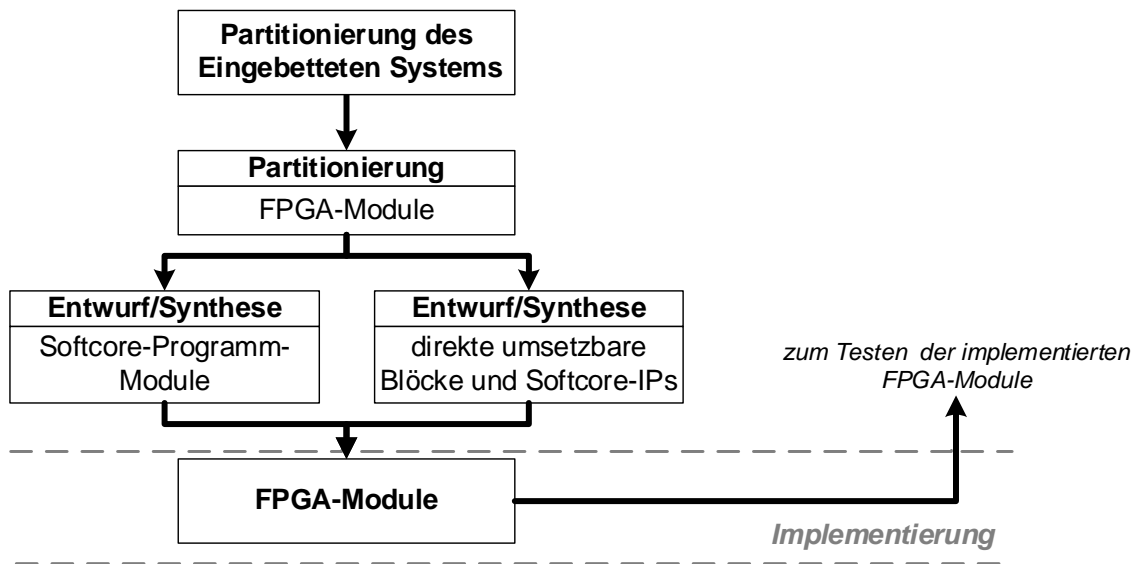 Partitionierung des
Eingebetteten Systems
Partitionierung
FPGA-Module
Entwurf/Synthese
Softcore-Programm-
Module
Entwurf/Synthese
direkte umsetzbare
Blöcke und Softcore-IPs
zum Testen der implementierten
FPGA-Module
FPGA-Module
Implementierung